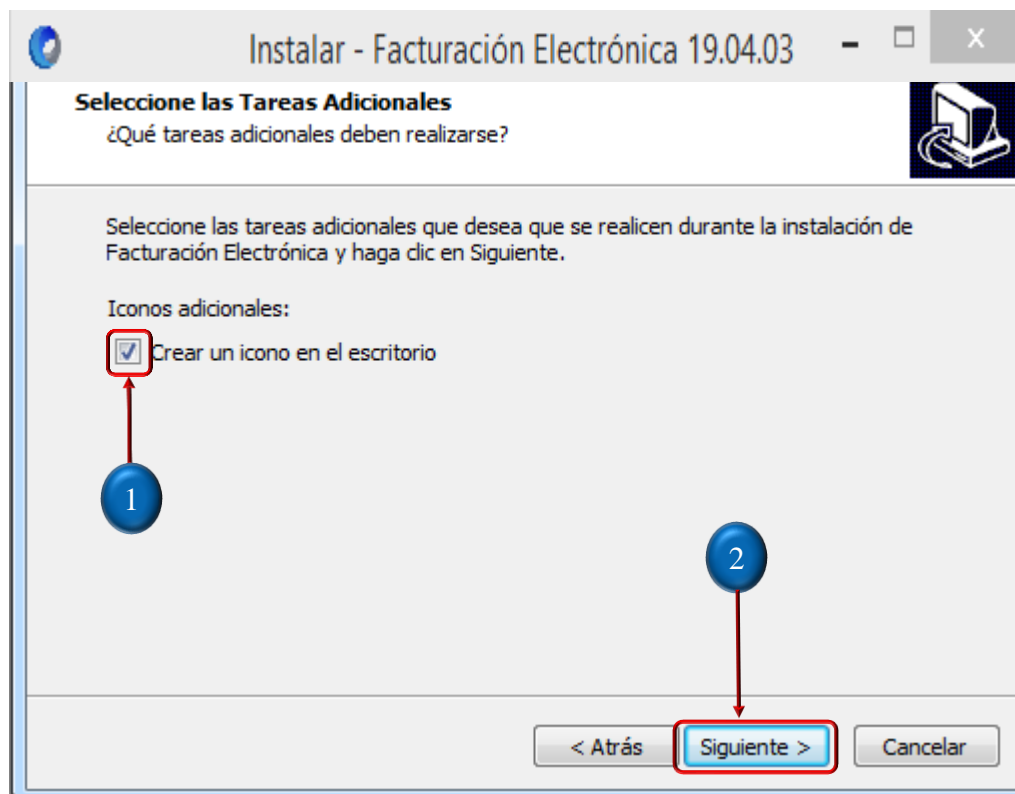 Instalar - Facturación Electrónica 19.04.03
Seleccione las Tareas Adicionales
¿Qué tareas adicionales deben realizarse?
Seleccione las tareas adicionales que desea que se realicen durante la instalación de
Facturación Electrónica y haga clic en Siguiente.
Iconos adicionales:
Crear un icono en el escritorio
1
2
< Atrás Siguiente > Cancelar